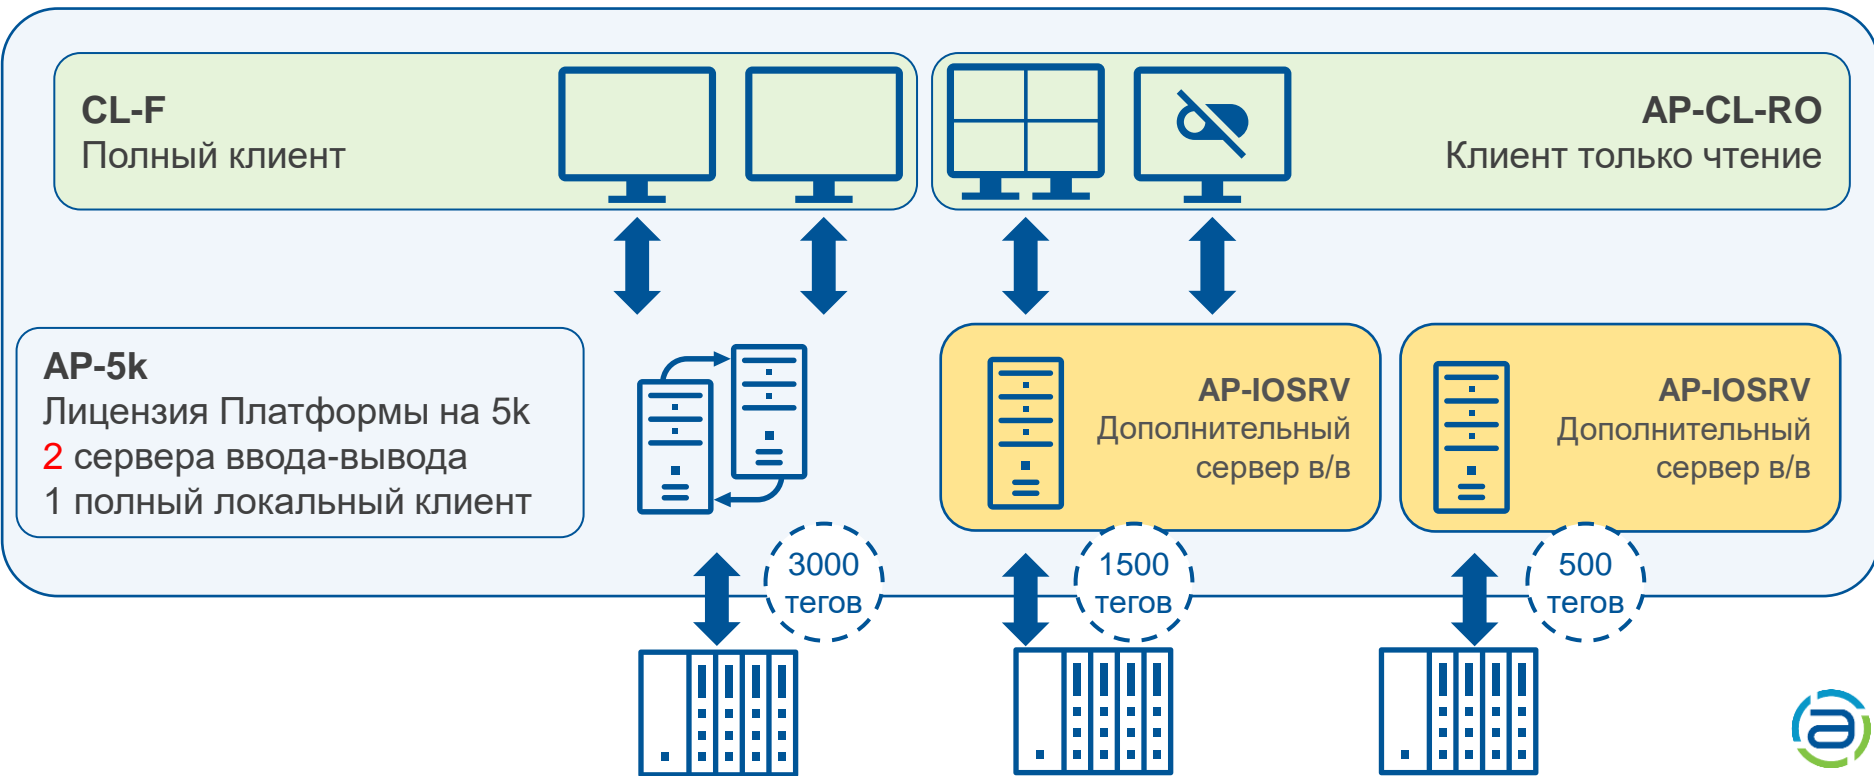 CL-F
Полный клиент
AP-CL-RO
Клиент только чтение
AP-5k
Лицензия Платформы на 5k
2 сервера ввода-вывода
1 полный локальный клиент
AP-IOSRV
Дополнительный
сервер в/в
AP-IOSRV
Дополнительный
сервер в/в
3000
тегов
1500
тегов
500
тегов